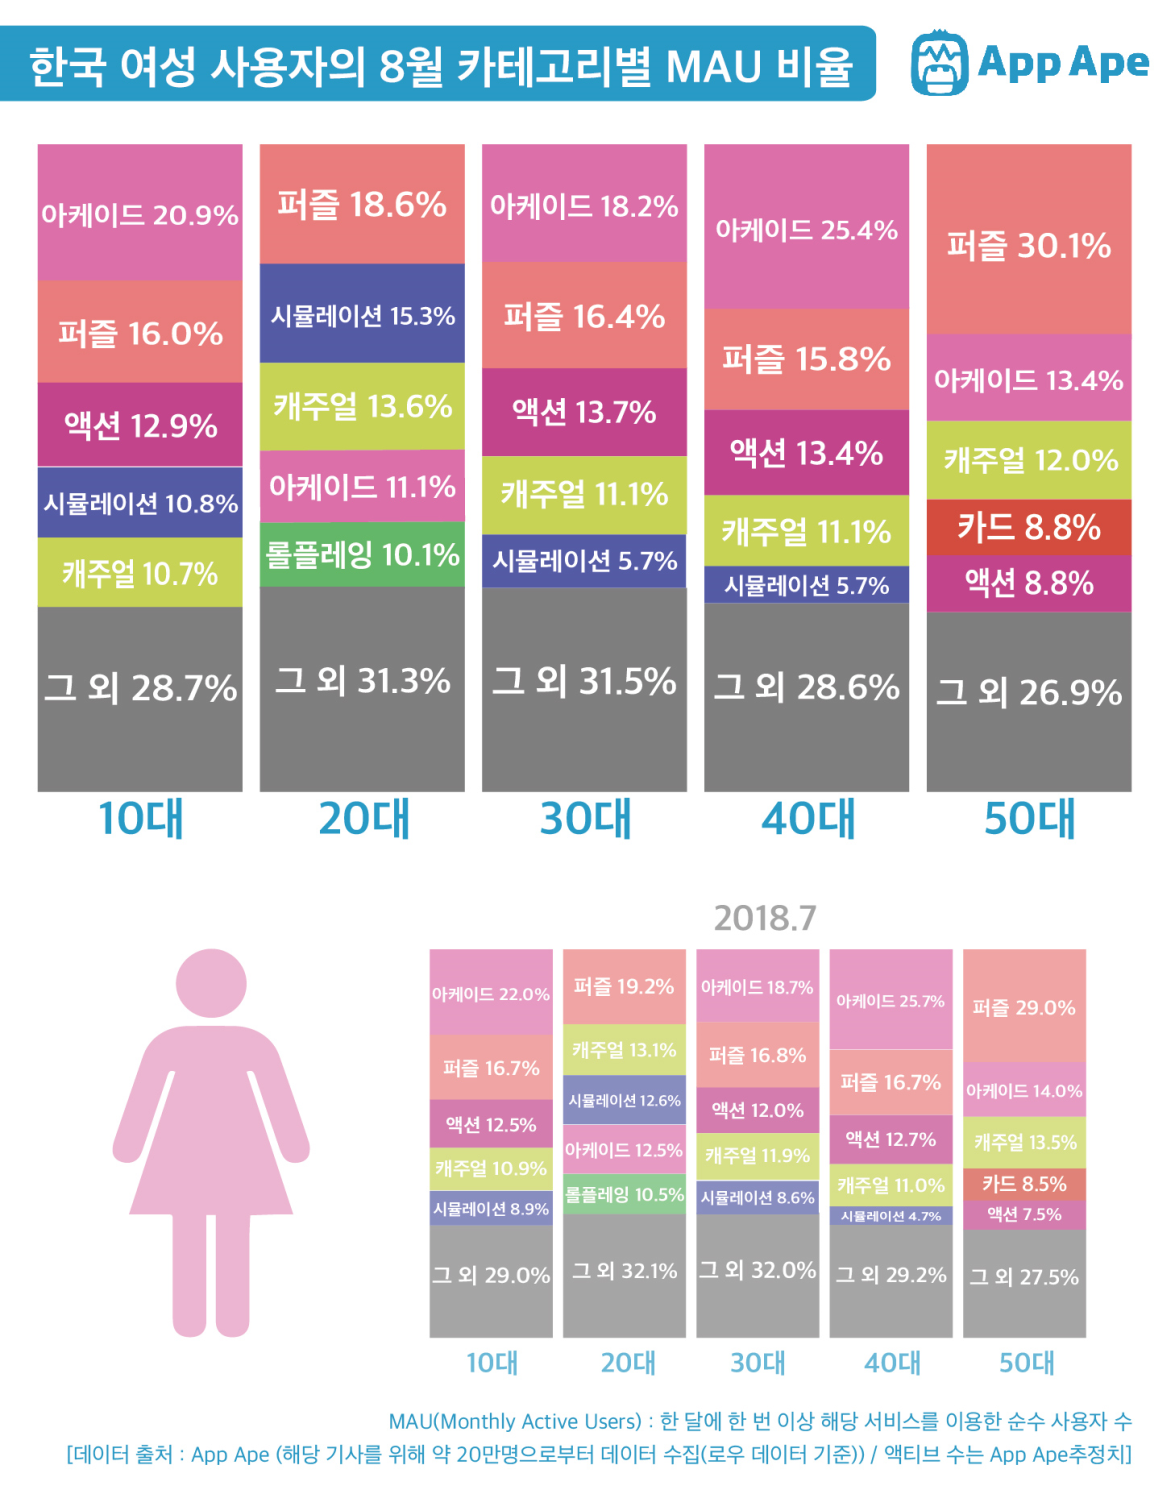 한국 여성 사용자의 8월 카테고리별 MAU 비율
App Ape
아케이드 20.9%
퍼즐 16.0%
액션 12.9%
시뮬레이션 10.8%
캐주얼 10.7%
그 외 28.7%
10대
퍼즐 18.6%
시뮬레이션 15.3%
캐주얼 13.6%
아케이드 11.1%
롤플레잉 10.1%
그 외 31.3%
20대
아케이드 18.2%
퍼즐 16.4%
액션 13.7%
캐주얼 11.1%
시뮬레이션 5.7%
그 외 31.5%
30대
아케이드 25.4%
퍼즐 15.8%
액션 13.4%
캐주얼 11.1%
시뮬레이션 5.7%
그 외 28.6%
40대
퍼즐 30.1%
아케이드 13.4%
캐주얼 12.0%
카드 8.8%
액션 8.8%
그 외 26.9%
50대
2018.7
아케이드 22.0%
퍼즐 16.7%
액션 12.5%
캐주얼 10.9%
시뮬레이션 8.9%
그 외 29.0%
10대
퍼즐 19.2%
캐주얼 13.1%
시뮬레이션 12.6%
아케이드 12.5%
롤플레잉 10.5%
그 외 32.1%
20대
아케이드 18.7%
퍼즐 16.8%
액션 12.0%
캐주얼 11.9%
시뮬레이션 8.6%
그 외 32.0%
30대
아케이드 25.7%
퍼즐 16.7%
액션 12.7%
캐주얼 11.0%
시뮬레이션 4.7%
그 외 29.2%
40대
퍼즐 29.0%
아케이드 14.0%
캐주얼 13.5%
카드 8.5%
액션 7.5%
그 외 27.5%
50대
MAU(Monthly Active Users) : 한 달에 한 번 이상 해당 서비스를 이용한 순수 사용자 수
[데이터 출처 : App Ape (해당 기사를 위해 약 20만명으로부터 데이터 수집(로우 데이터 기준)) / 액티브 수는 App Ape추정치]